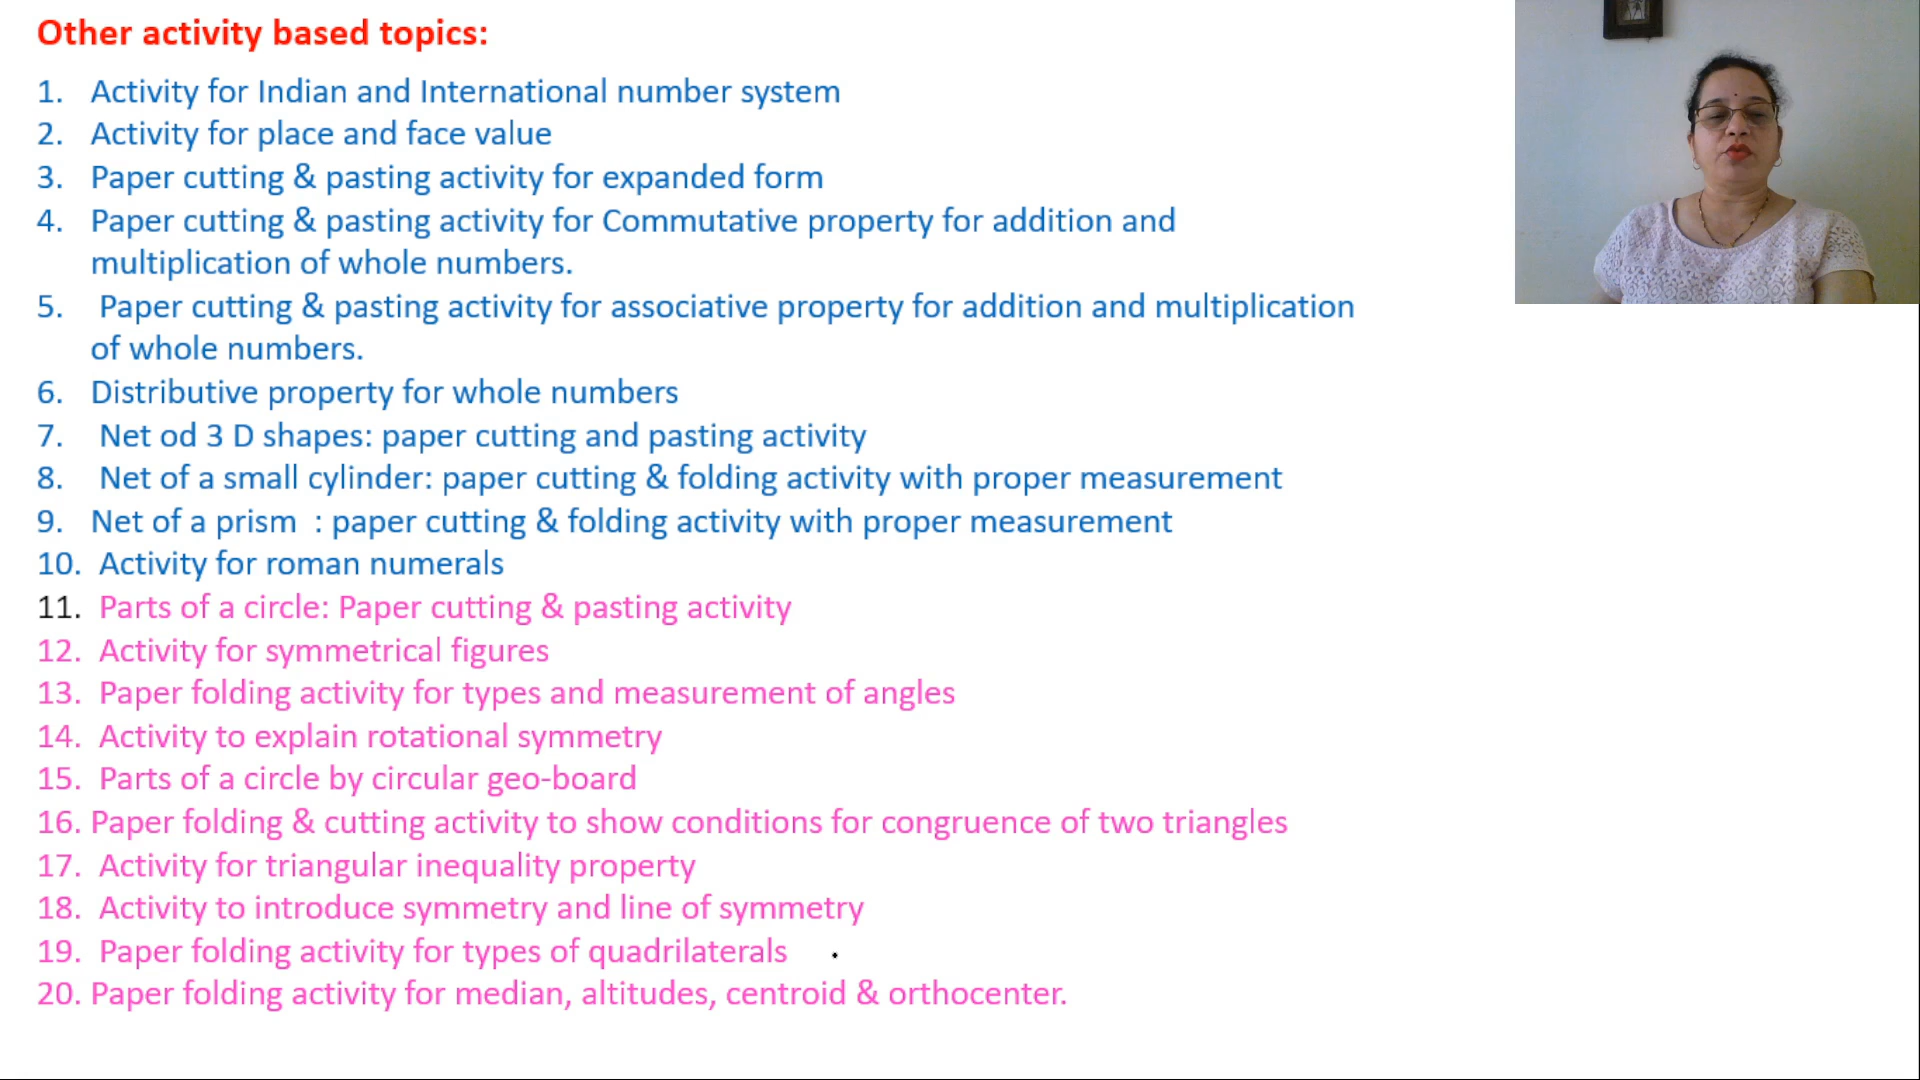 Other activity based topics:
1. Activity for Indian and International number system
2. Activity for place and face value
3. Paper cutting & pasting activity for expanded form
4. Paper cutting & pasting activity for Commutative property for addition and
multiplication of whole numbers.
5. Paper cutting & pasting activity for associative property for addition and multiplication
of whole numbers.
6. Distributive property for whole numbers
7. Net od 3 D shapes: paper cutting and pasting activity
8. Net of a small cylinder: paper cutting & folding activity with proper measurement
9. Net of a prism : paper cutting & folding activity with proper measurement
10. Activity for roman numerals
11. Parts of a circle: Paper cutting & pasting activity
12. Activity for symmetrical figures
13. Paper folding activity for types and measurement of angles
14. Activity to explain rotational symmetry
15. Parts of a circle by circular geo-board
16. Paper folding & cutting activity to show conditions for congruence of two triangles
17. Activity for triangular inequality property
18. Activity to introduce symmetry and line of symmetry
19. Paper folding activity for types of quadrilaterals
20. Paper folding activity for median, altitudes, centroid & orthocenter.